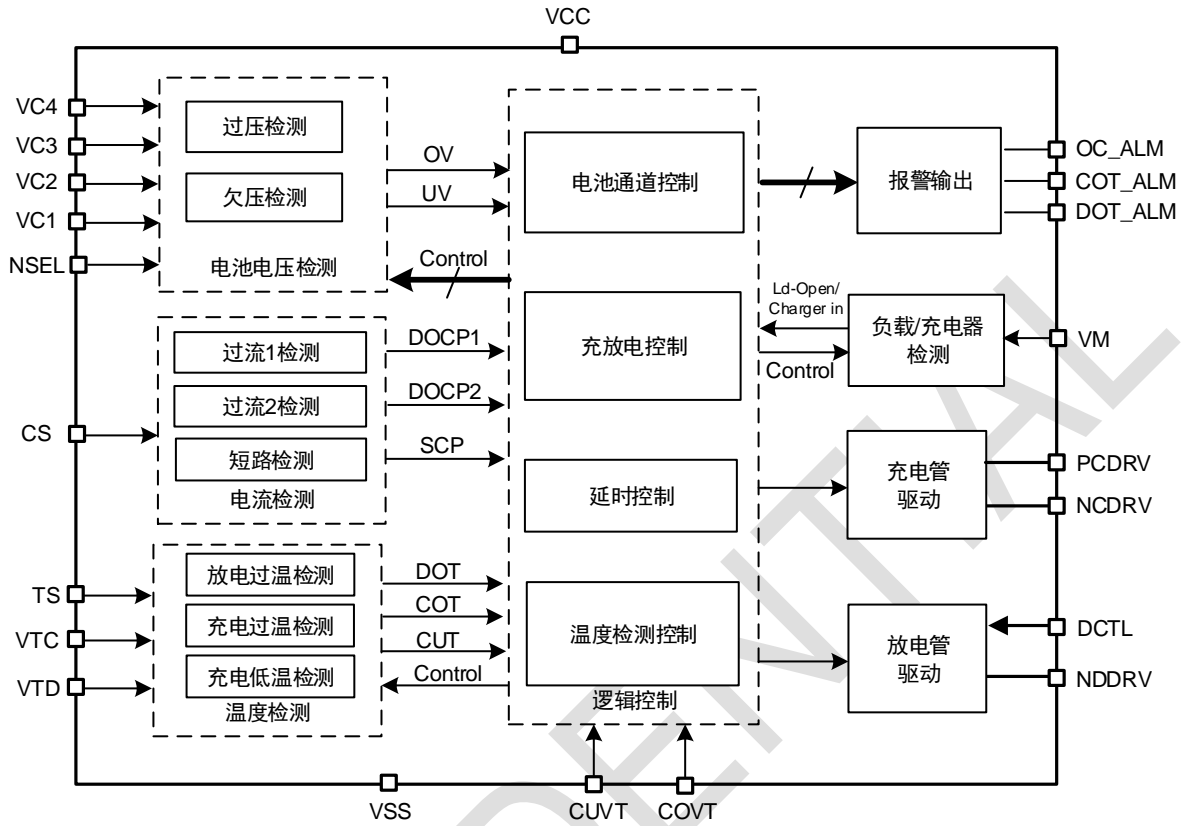 VCC
VC4
VC3
VC2
VC1
NSEL
过压检测
欠压检测
电池电压检测
OV
UV
Control
电池通道控制
报警输出
OC_ALM
COT_ALM
DOT_ALM
过流1检测
过流2检测
短路检测
电流检测
CS
DOCP1
DOCP2
SCP
充放电控制
延时控制
Ld-Open/
Charger in
Control
负载/充电器
检测
VM
充电管
驱动
PCDRV
NCDRV
TS
VTC
VTD
放电过温检测
充电过温检测
充电低温检测
温度检测
DOT
COT
CUT
Control
温度检测控制
逻辑控制
放电管
驱动
DCTL
NDDRV
VSS
CUVT
COVT
DENTIAL